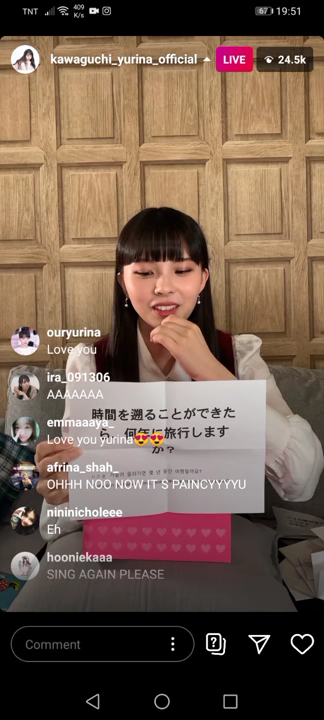 TNT 409 K/s 67 19:51
kawaguchi_yurina_official LIVE 24.5k
ouryurina
Love you
ira_091306
AAAAAAA
時間を遡ることができた
ら、何年に旅行します
か？
emmaaaya_
Love you yurina😍😍
afrina_shah_
OHHH NOO NOW IT S PAINCYYYYU
nininicholeee
Eh
hooniekaaa
SING AGAIN PLEASE
Comment